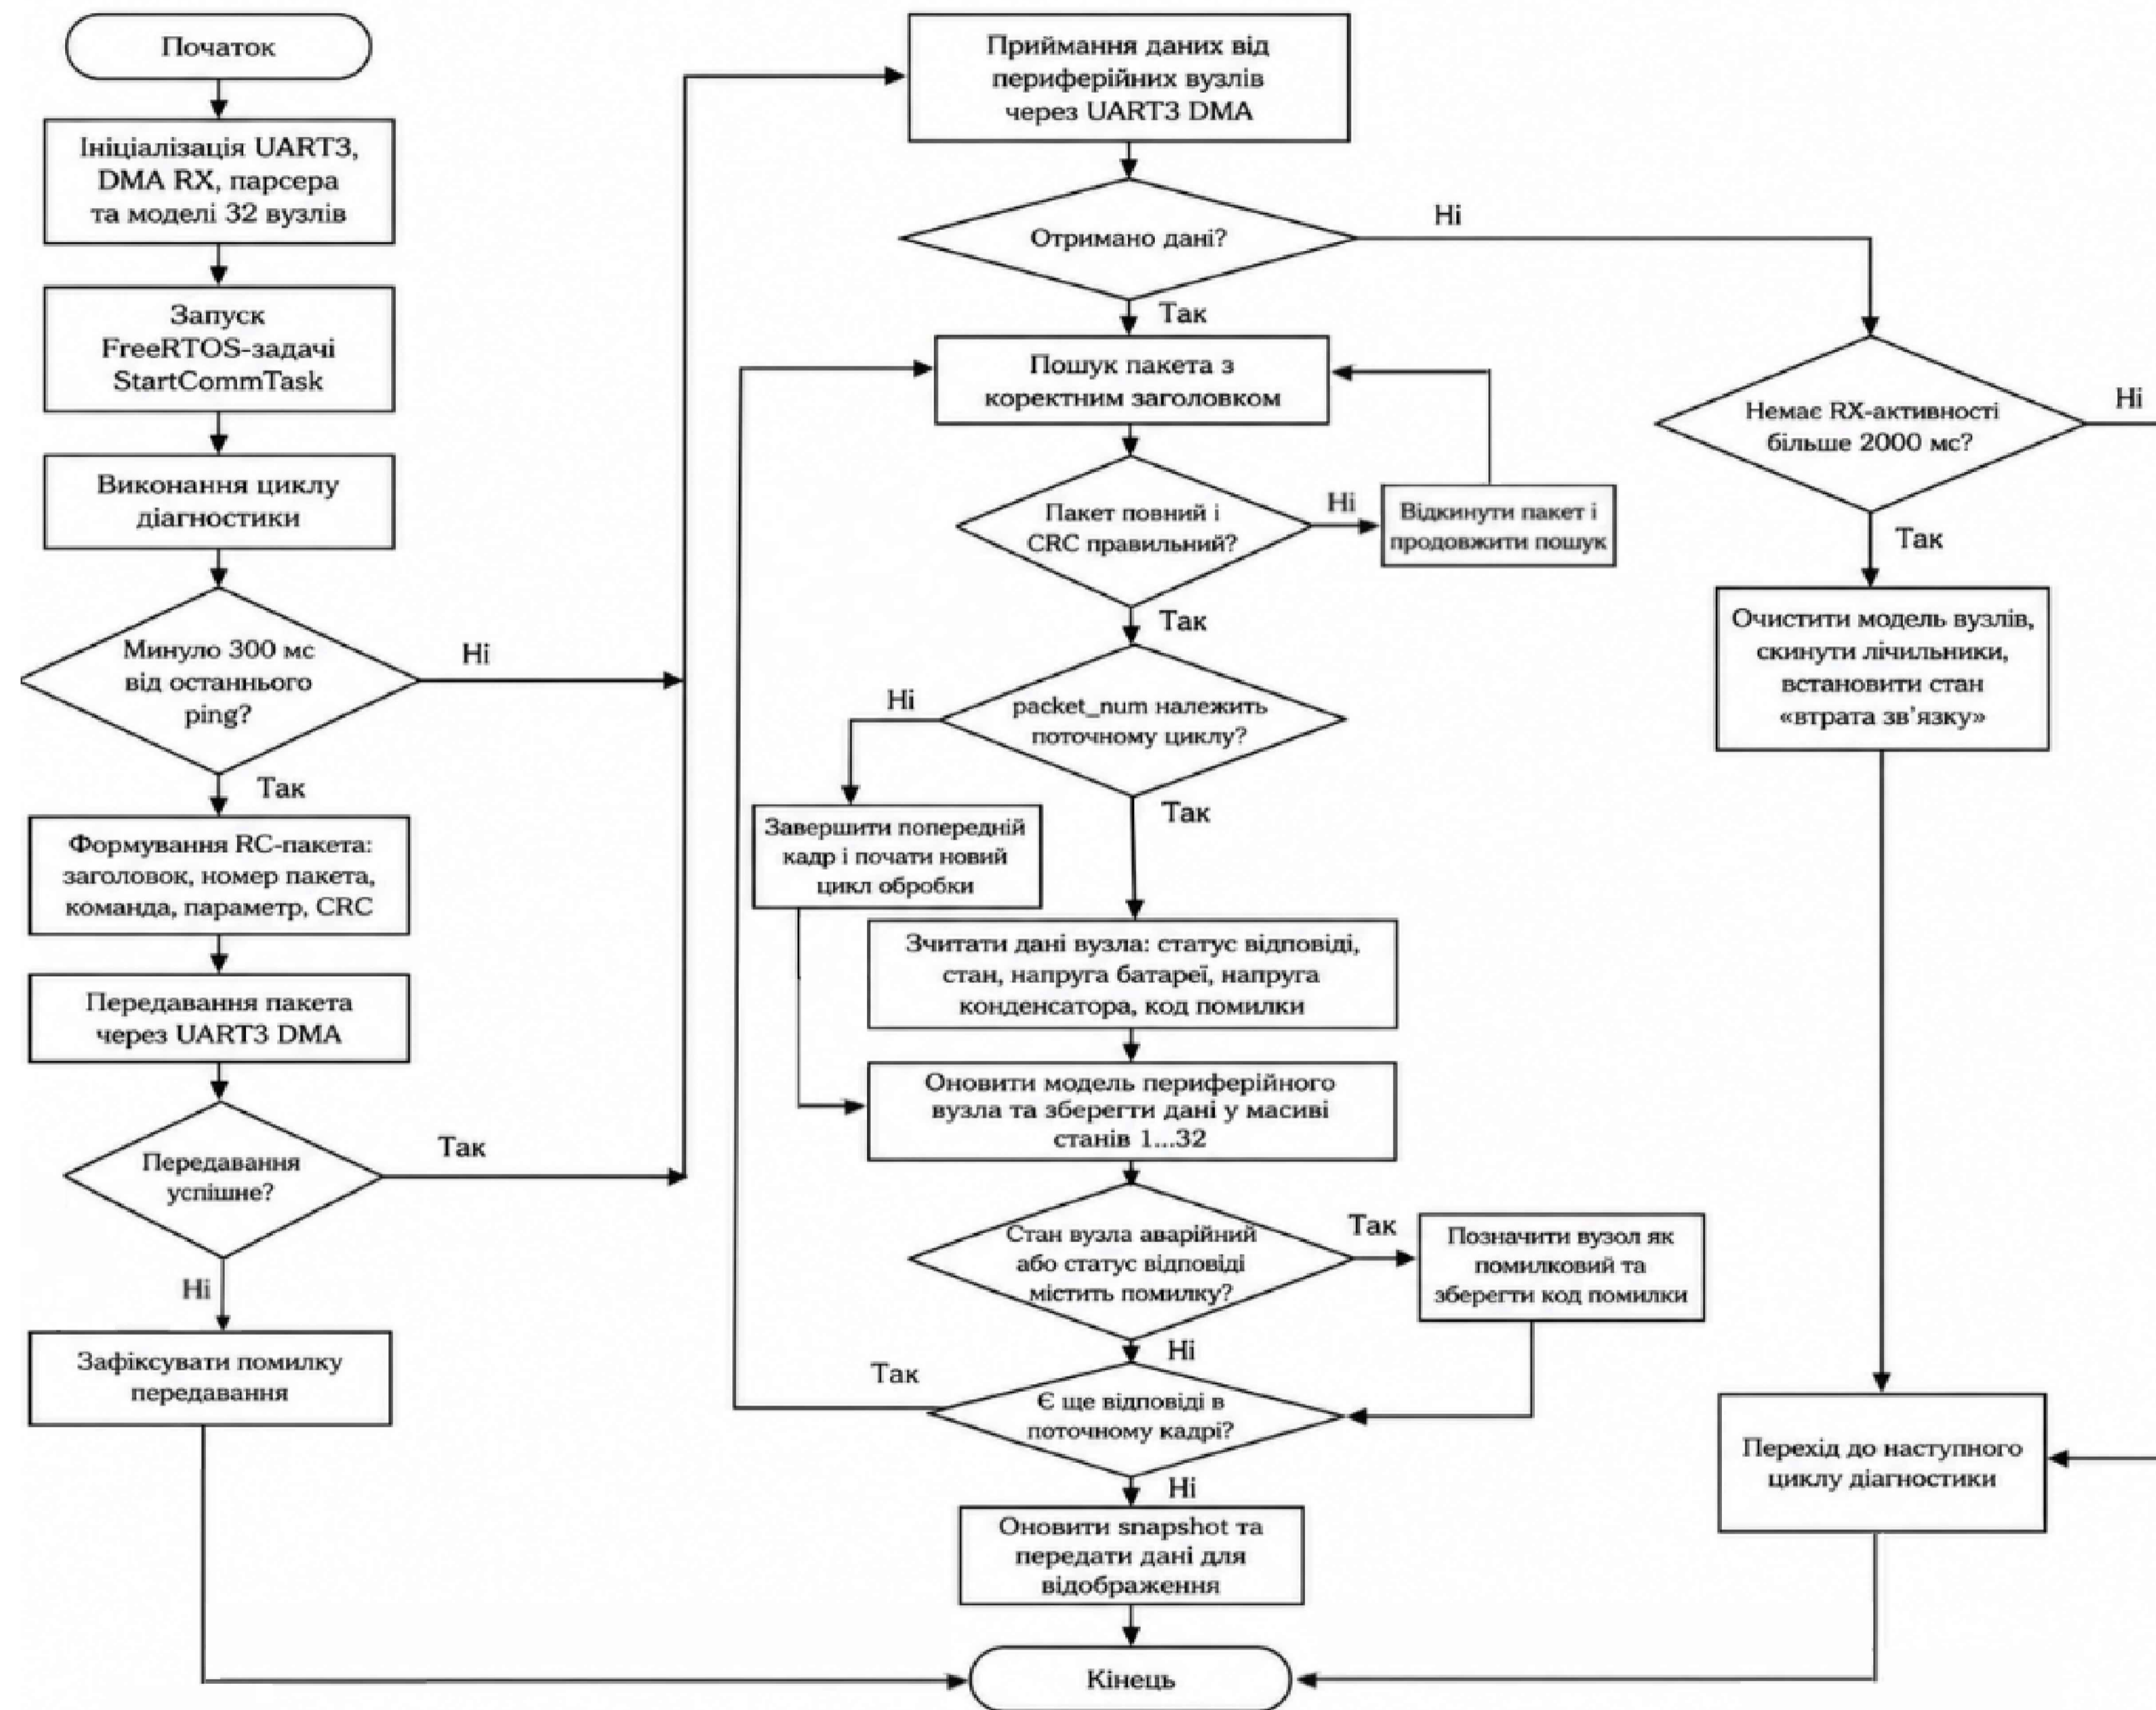 Початок
Ініціалізація UART3,
DMA RX, парсера
та моделі 32 вузлів
Запуск
FreeRTOS-задачі
StartCommTask
Виконання циклу
діагностики
Минуло 300 мс
від останнього
ping?
Ні
Так
Формування RC-пакета:
заголовок, номер пакета,
команда, параметр, CRC
Передавання пакета
через UART3 DMA
Передавання
успішне?
Так
Ні
Зафіксувати помилку
передавання
Приймання даних від
периферійних вузлів
через UART3 DMA
Отримано дані?
Ні
Так
Пошук пакета з
коректним заголовком
Пакет повний і
CRC правильний?
Ні
Відкинути пакет і
продовжити пошук
Так
packet_num належить
поточному циклу?
Ні
Так
Завершити попередній
кадр і почати новий
цикл обробки
Зчитати дані вузла: статус відповіді,
стан, напруга батареї, напруга
конденсатора, код помилки
Оновити модель периферійного
вузла та зберегти дані у масиві
станів 1...32
Стан вузла аварійний
або статус відповіді
містить помилку?
Так
Позначити вузол як
помилковий та
зберегти код помилки
Ні
Є ще відповіді в
поточному кадрі?
Так
Ні
Оновити snapshot та
передати дані для
відображення
Кінець
Немає RX-активності
більше 2000 мс?
Ні
Так
Очистити модель вузлів,
скинути лічильники,
встановити стан
«втрата зв'язку»
Перехід до наступного
циклу діагностики